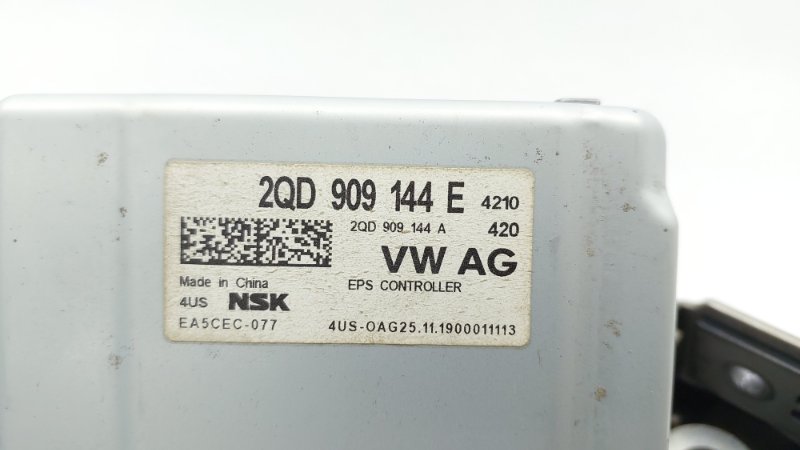 2QD 909 144 E 4210
2QD 909 144 A 420
VW AG
Made in China
EPS CONTROLLER
4US NSK
EA5CEC-077
4US-OAG25.11.1900011113